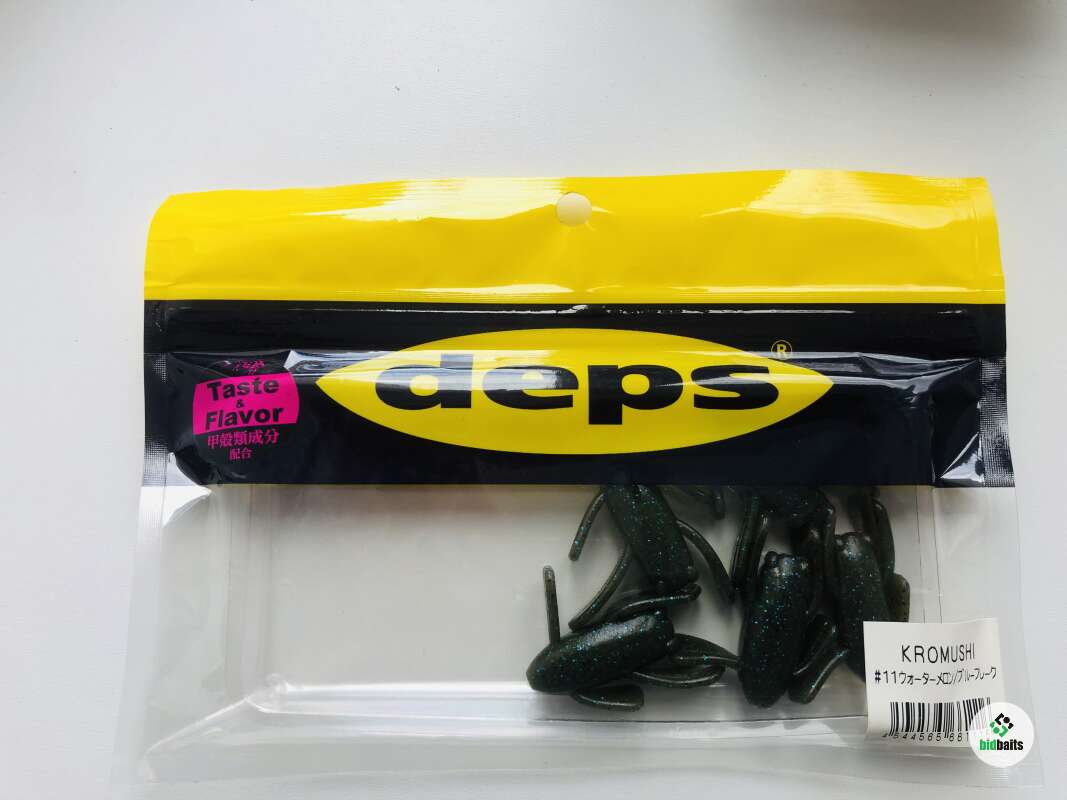 deps
®
Taste
&
Flavor
甲殻類成分
配合
KROMUSHI
#11ウォーターメロン/ブルーフレーク
bidbaits